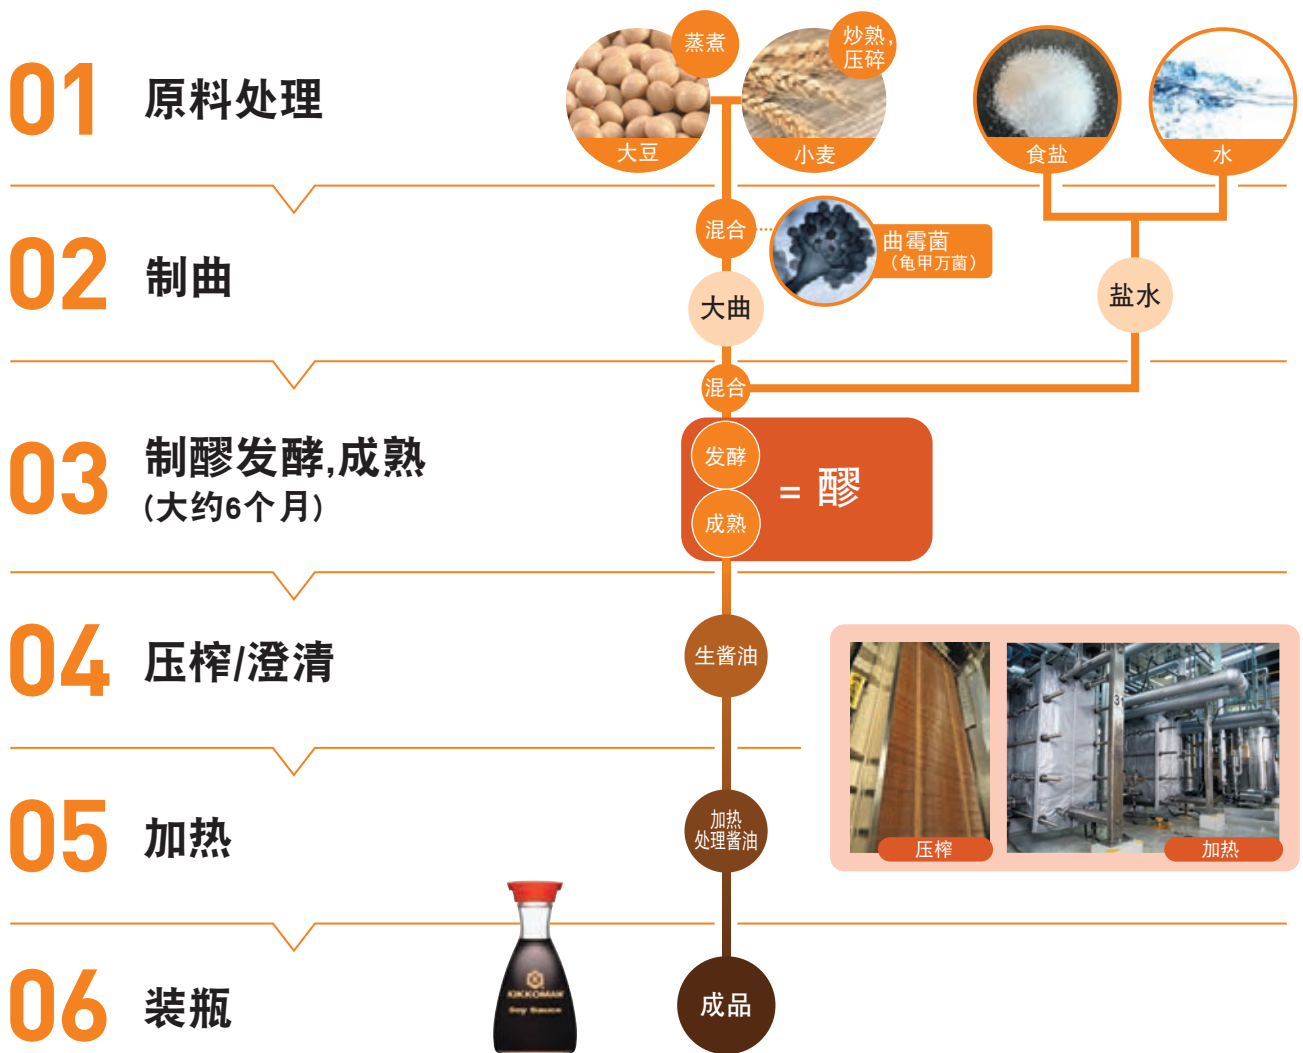 01
原料处理
蒸煮
大豆
炒熟,
压碎
小麦
食盐
水
02
制曲
混合
曲霉菌
（龟甲万菌）
大曲
盐水
03
制醪发酵,成熟
(大约6个月)
混合
发酵
成熟
= 醪
04
压榨/澄清
生酱油
31
压榨
加热
05
加热
加热
处理酱油
06
装瓶
KIKKOMAN
Soy Sauce
成品